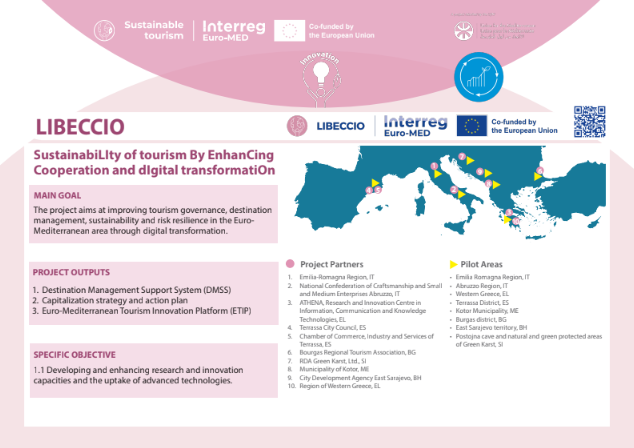 Sustainable
tourism
Interreg
Euro-MED
Co-funded by
the European Union
Innovation
LIBECCIO
LIBECCIO
Interreg
Euro-MED
Co-funded by
the European Union
SustainabiLIty of tourism By EnhanCing
Cooperation and dIgital transformatiOn
MAIN GOAL
The project aims at improving tourism governance, destination
management, sustainability and risk resilience in the Euro-
Mediterranean area through digital transformation.
PROJECT OUTPUTS
1. Destination Management Support System (DMSS)
2. Capitalization strategy and action plan
3. Euro-Mediterranean Tourism Innovation Platform (ETIP)
SPECIFIC OBJECTIVE
1.1 Developing and enhancing research and innovation
capacities and the uptake of advanced technologies.
Project Partners
1. Emilia-Romagna Region, IT
2. National Confederation of Craftsmanship and Small
and Medium Enterprises Abruzzo, IT
3. ATHENA, Research and Innovation Centre in
Information, Communication and Knowledge
Technologies, EL
4. Terrassa City Council, ES
5. Chamber of Commerce, Industry and Services of
Terrassa, ES
6. Bourgas Regional Tourism Association, BG
7. RDA Green Karst, Ltd., SI
8. Municipality of Kotor, ME
9. City Development Agency East Sarajevo, BH
10. Region of Western Greece, EL
Pilot Areas
• Emilia Romagna Region, IT
• Abruzzo Region, IT
• Western Greece, EL
• Terrassa District, ES
• Kotor Municipality, ME
• Burgas district, BG
• East Sarajevo territory, BH
• Postojna cave and natural and green protected areas
of Green Karst, SI